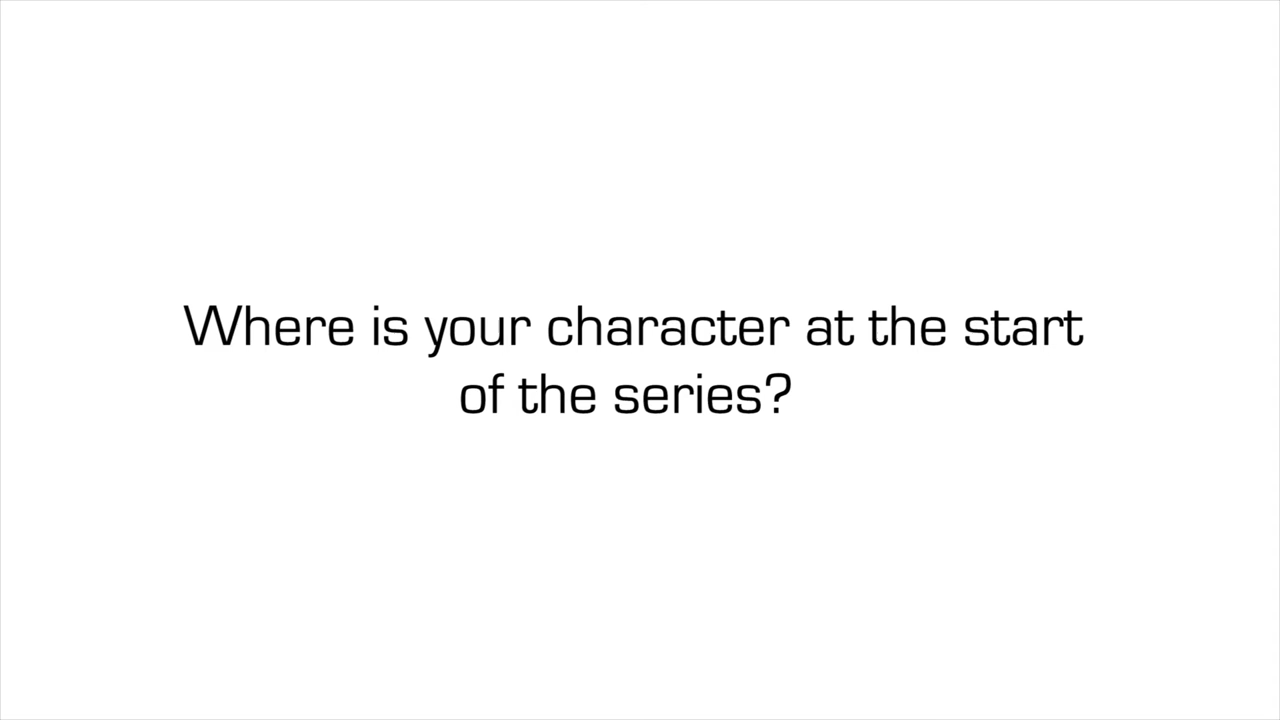 Where is your character at the start
of the series?